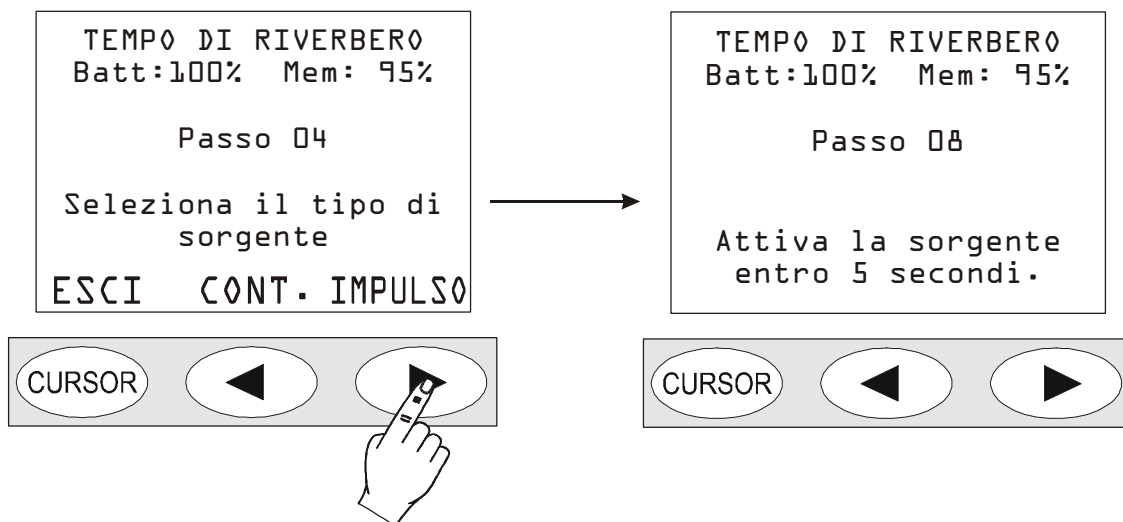 TEMPO DI RIVERBERO
Batt:100% Mem: 95%
Passo 04
Seleziona il tipo di
sorgente
ESCI CONT. IMPULSO
CURSOR
TEMPO DI RIVERBERO
Batt:100% Mem: 95%
Passo 08
Attiva la sorgente
entro 5 secondi.
CURSOR